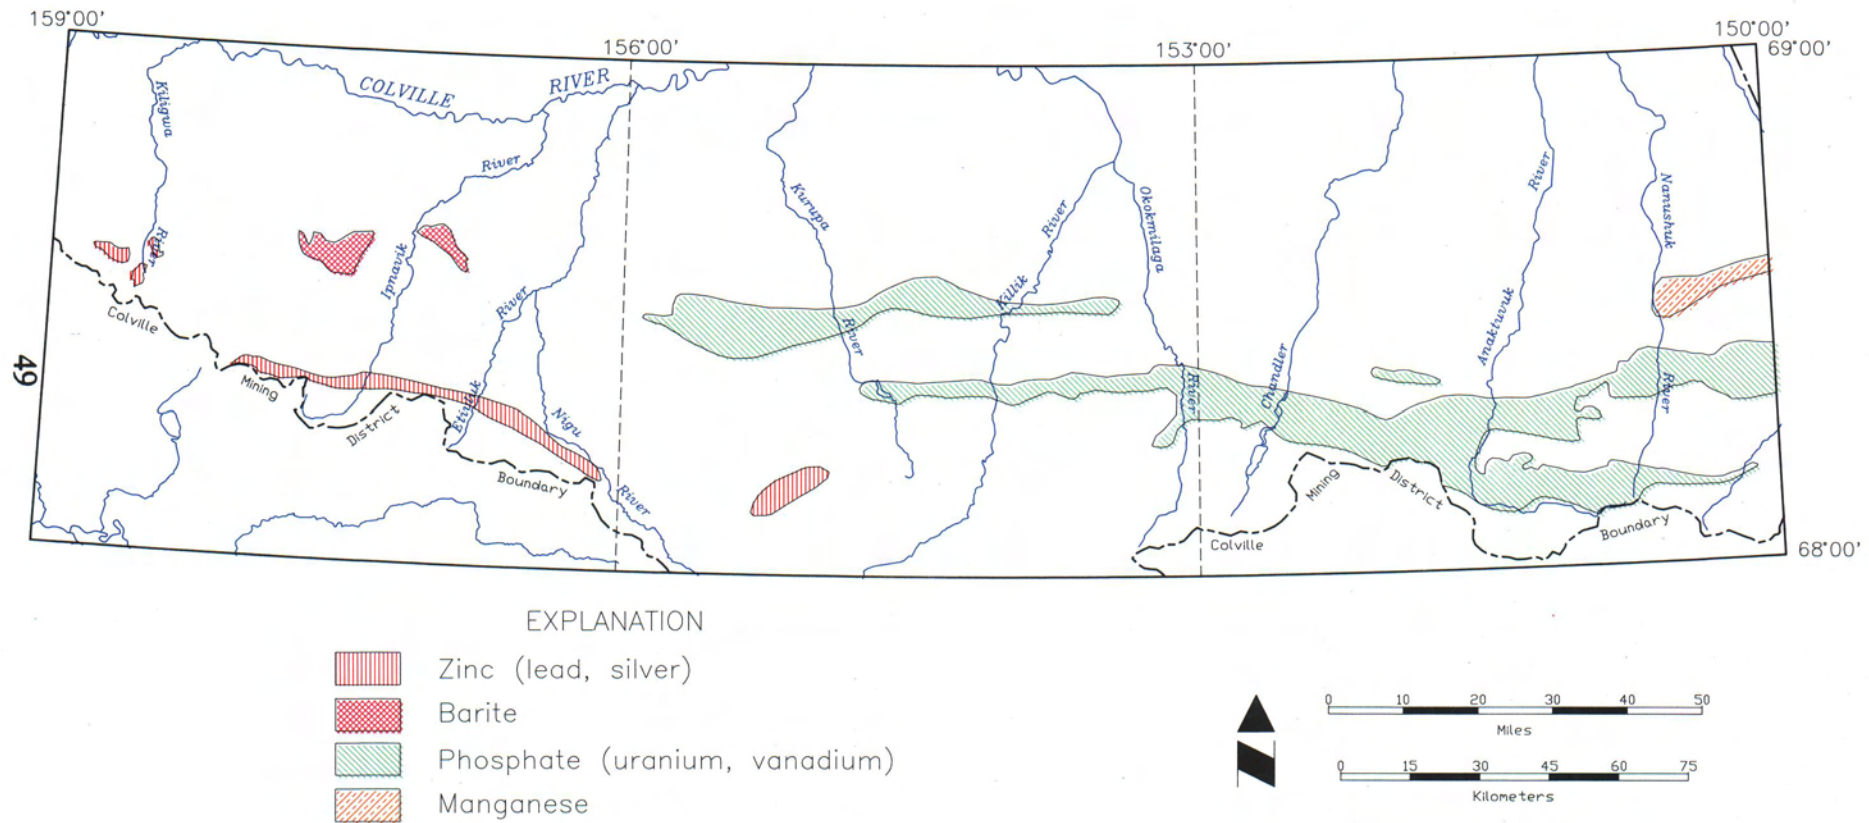 159°00'
156°00'
153°00'
150°00'
69°00'
COLVILLE RIVER
Kiligwa
River
River
Ipnavik
River
Etivluk
Nigu
River
Kurupa
River
River
Killik
Okokmilaga
River
Chandler
River
Anaktuvuk
Nanushuk
River
Colville
Mining
District
Boundary
Colville
Mining
District
Boundary
49
68°00'
EXPLANATION
Zinc (lead, silver)
Barite
Phosphate (uranium, vanadium)
Manganese
0 10 20 30 40 50
Miles
0 15 30 45 60 75
Kilometers